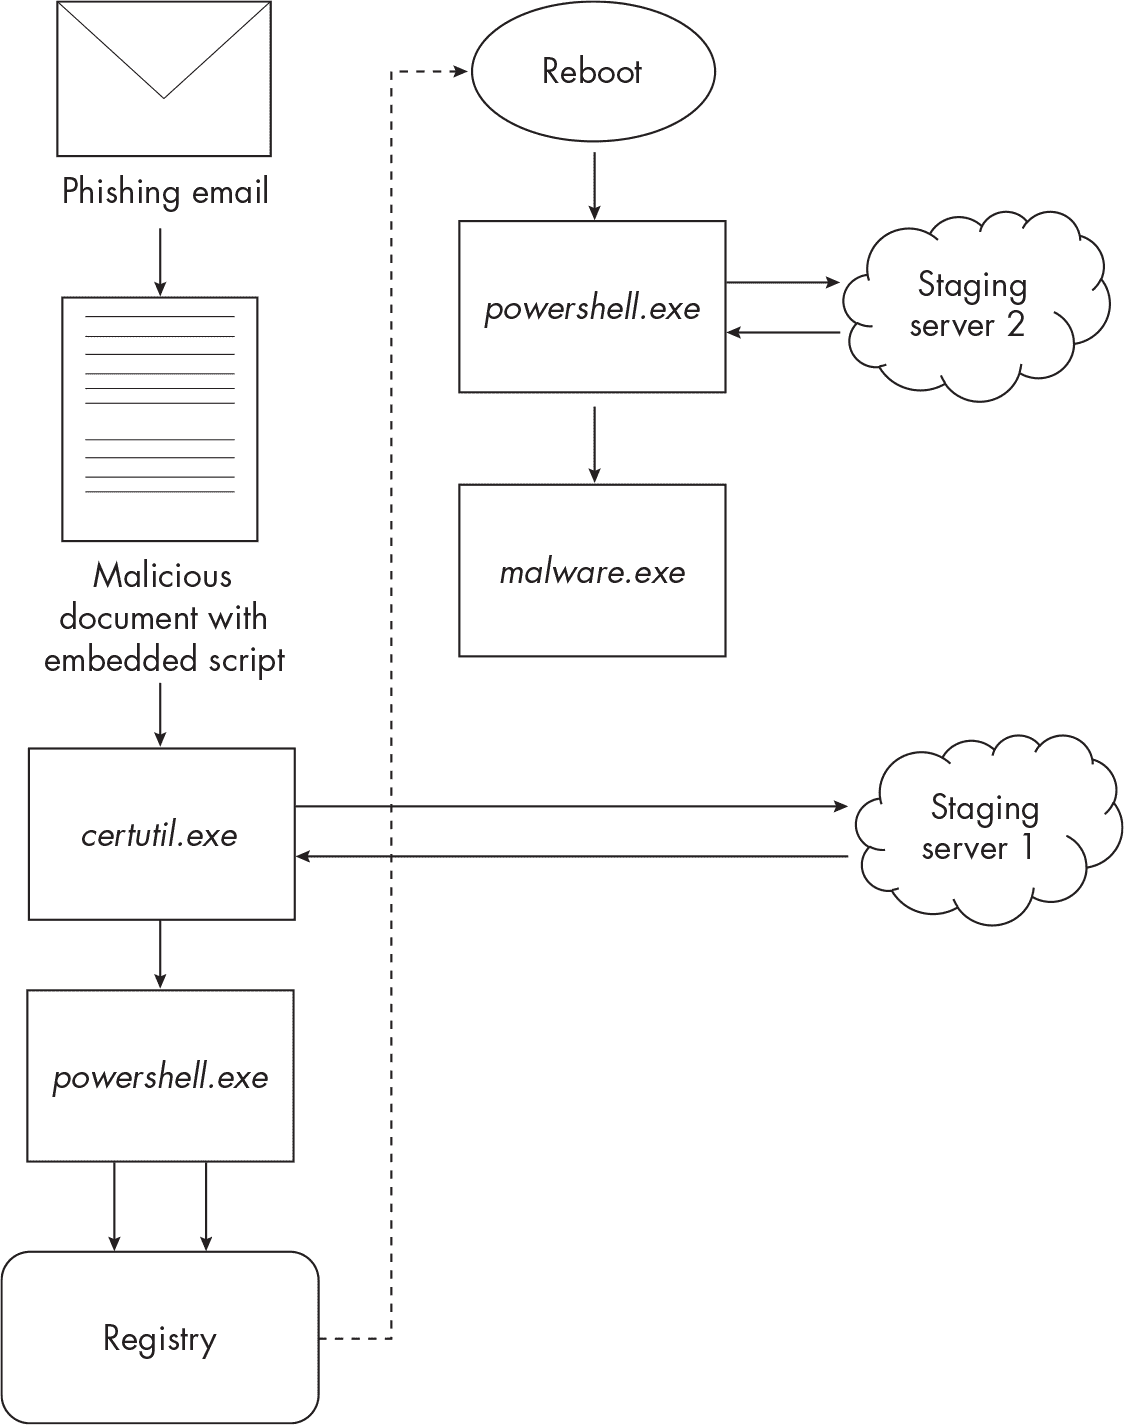 Phishing email
Malicious
document with
embedded script
certutil.exe
powershell.exe
Registry
Reboot
powershell.exe
Staging
server 2
malware.exe
Staging
server 1